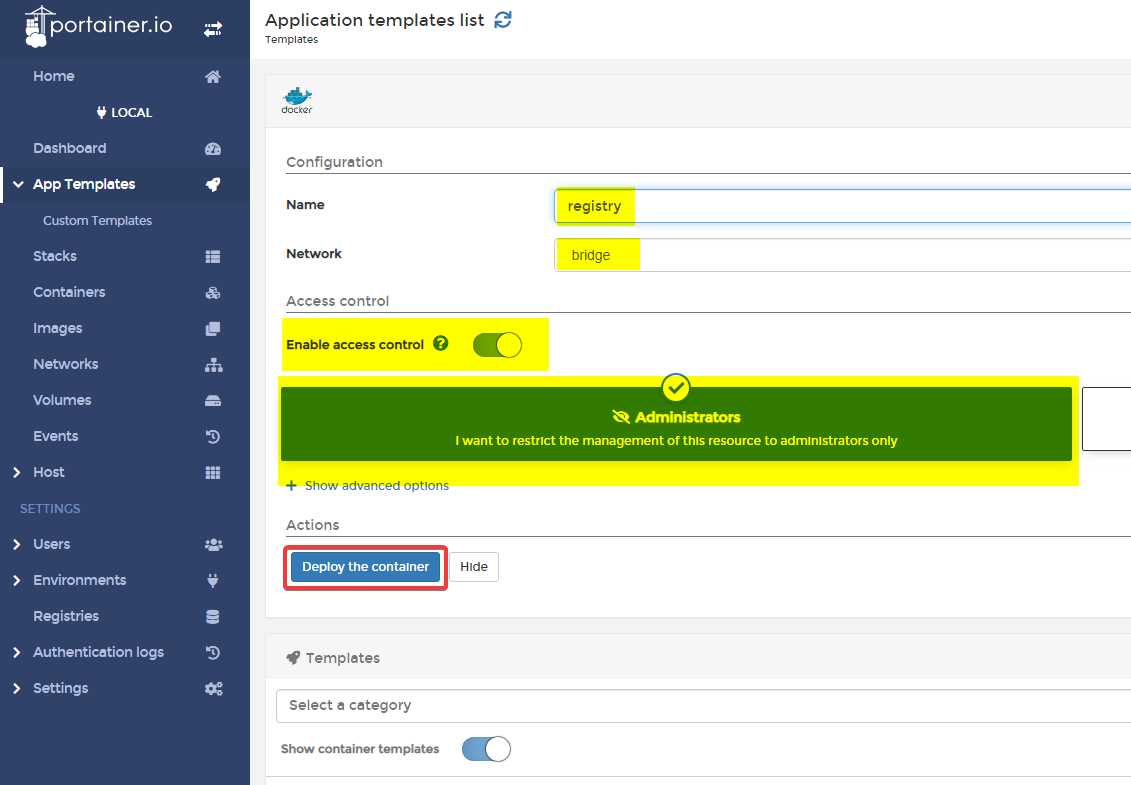 portainer.io
Home
LOCAL
Dashboard
App Templates
Custom Templates
Stacks
Containers
Images
Networks
Volumes
Events
Host
SETTINGS
Users
Environments
Registries
Authentication logs
Settings
Application templates list
Templates
docker
Configuration
Name
registry
Network
bridge
Access control
Enable access control ?
Administrators
I want to restrict the management of this resource to administrators only
+ Show advanced options
Actions
Deploy the container
Hide
Templates
Select a category
Show container templates